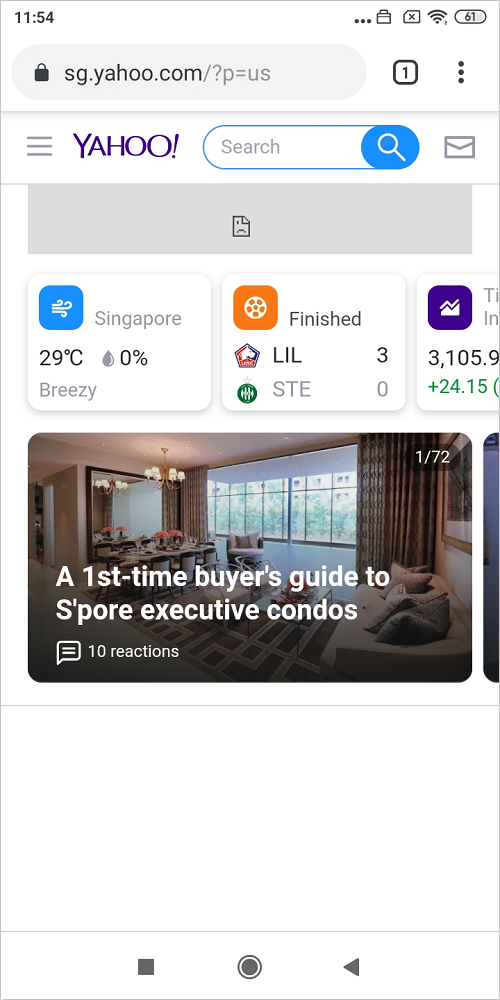 11:54
61
sg.yahoo.com/?p=us
1
YAHOO!
Search
Singapore
29℃ 0%
Breezy
Finished
LIL 3
STE 0
Ti
In
3,105.9
+24.15 (
1/72
A 1st-time buyer's guide to
S'pore executive condos
10 reactions